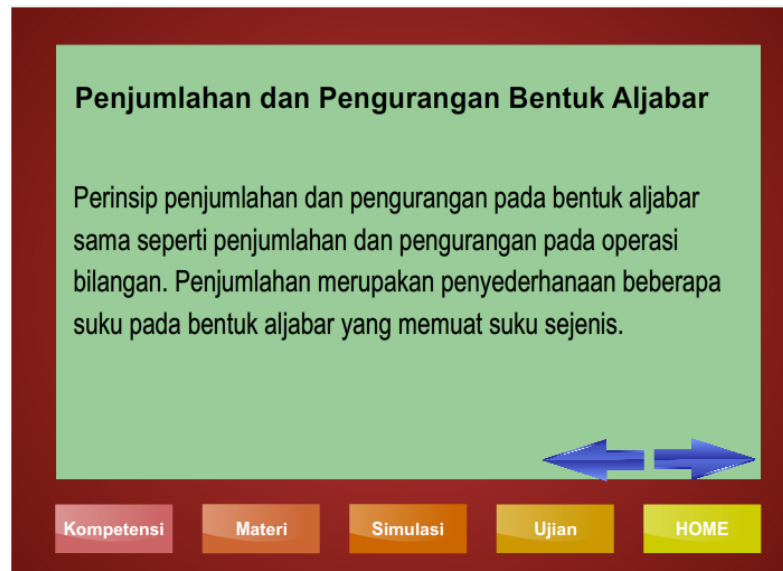 Penjumlahan dan Pengurangan Bentuk Aljabar
Perinsip penjumlahan dan pengurangan pada bentuk aljabar
sama seperti penjumlahan dan pengurangan pada operasi
bilangan. Penjumlahan merupakan penyederhanaan beberapa
suku pada bentuk aljabar yang memuat suku sejenis.
Kompetensi
Materi
Simulasi
Ujian
HOME